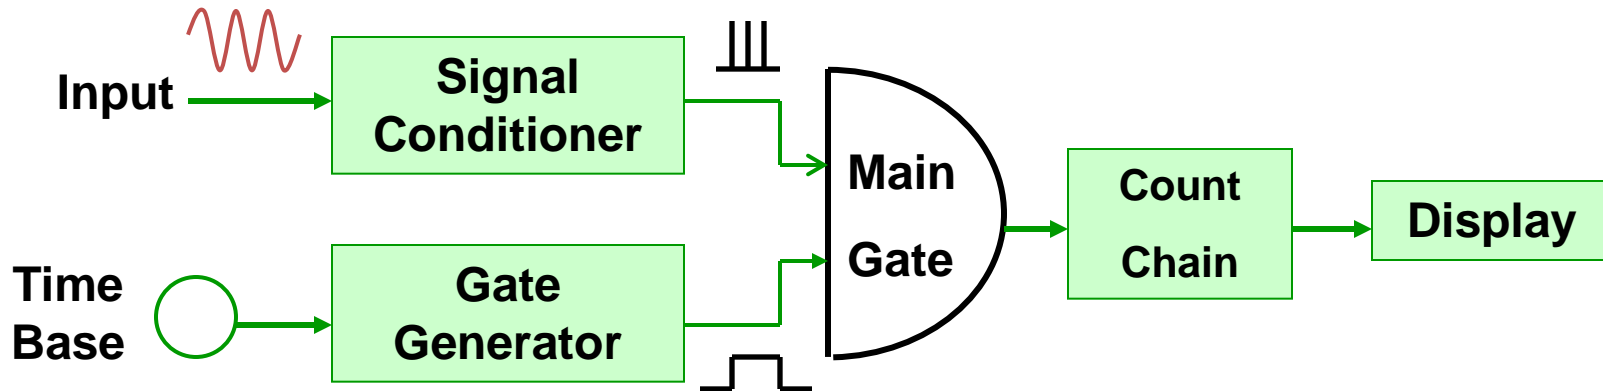 Input
Signal
Conditioner
Main
Gate
Count
Chain
Display
Time
Base
Gate
Generator